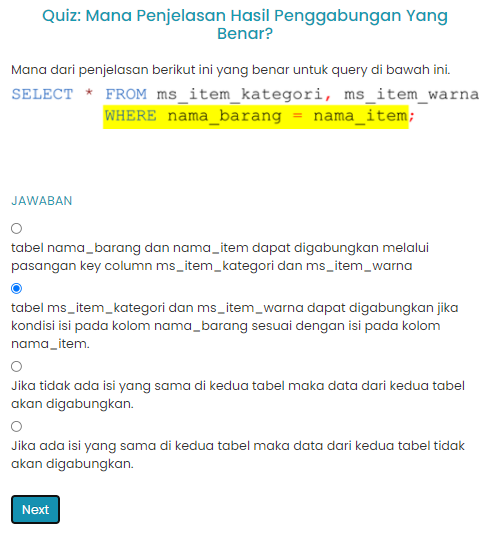 Quiz: Mana Penjelasan Hasil Penggabungan Yang
Benar?
Mana dari penjelasan berikut ini yang benar untuk query di bawah ini.
SELECT * FROM ms_item_kategori, ms_item_warna
WHERE nama_barang = nama_item;
JAWABAN
tabel nama_barang dan nama_item dapat digabungkan melalui
pasangan key column ms_item_kategori dan ms_item_warna
tabel ms_item_kategori dan ms_item_warna dapat digabungkan jika
kondisi isi pada kolom nama_barang sesuai dengan isi pada kolom
nama_item.
Jika tidak ada isi yang sama di kedua tabel maka data dari kedua tabel
akan digabungkan.
Jika ada isi yang sama di kedua tabel maka data dari kedua tabel tidak
akan digabungkan.
Next